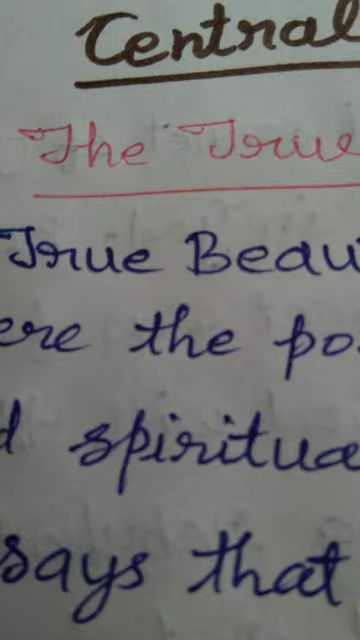 Central
The True
True Beau
ere the po
d spiritua
says that